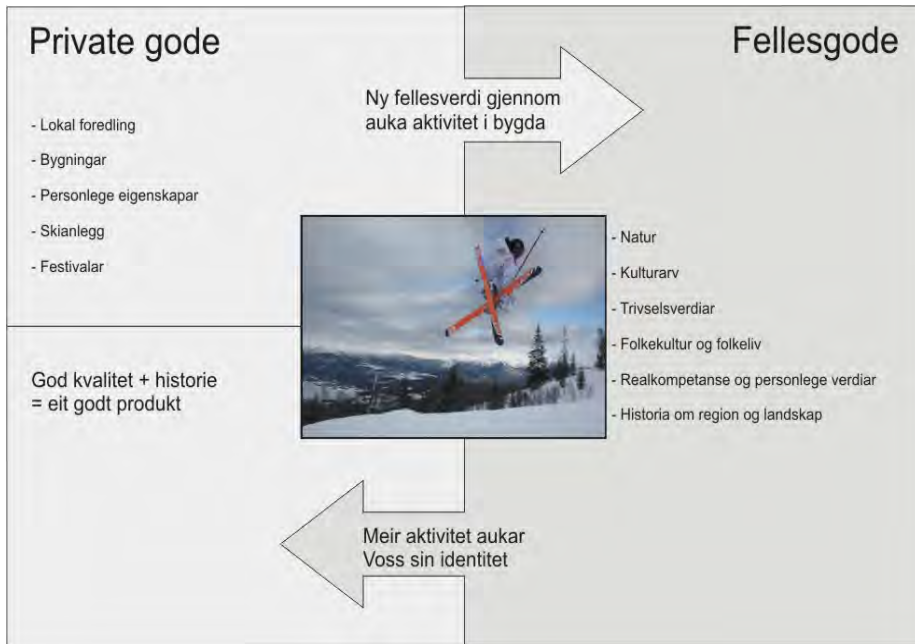 Private gode
- Lokal foredling
- Bygningar
- Personlege eigenskapar
- Skianlegg
- Festivalar
God kvalitet + historie
= eit godt produkt
Ny fellesverdi gjennom
auka aktivitet i bygda
Fellesgode
- Natur
- Kulturarv
- Trivselsverdiar
- Folkekultur og folkeliv
- Realkompetanse og personlege verdiar
- Historia om region og landskap
Meir aktivitet aukar
Voss sin identitet